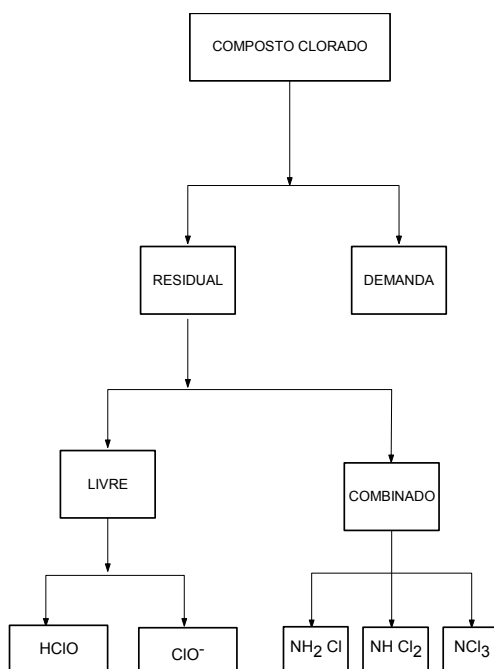 COMPOSTO CLORADO
RESIDUAL
DEMANDA
LIVRE
COMBINADO
HClO
ClO⁻
NH₂ Cl
NH Cl₂
NCl₃